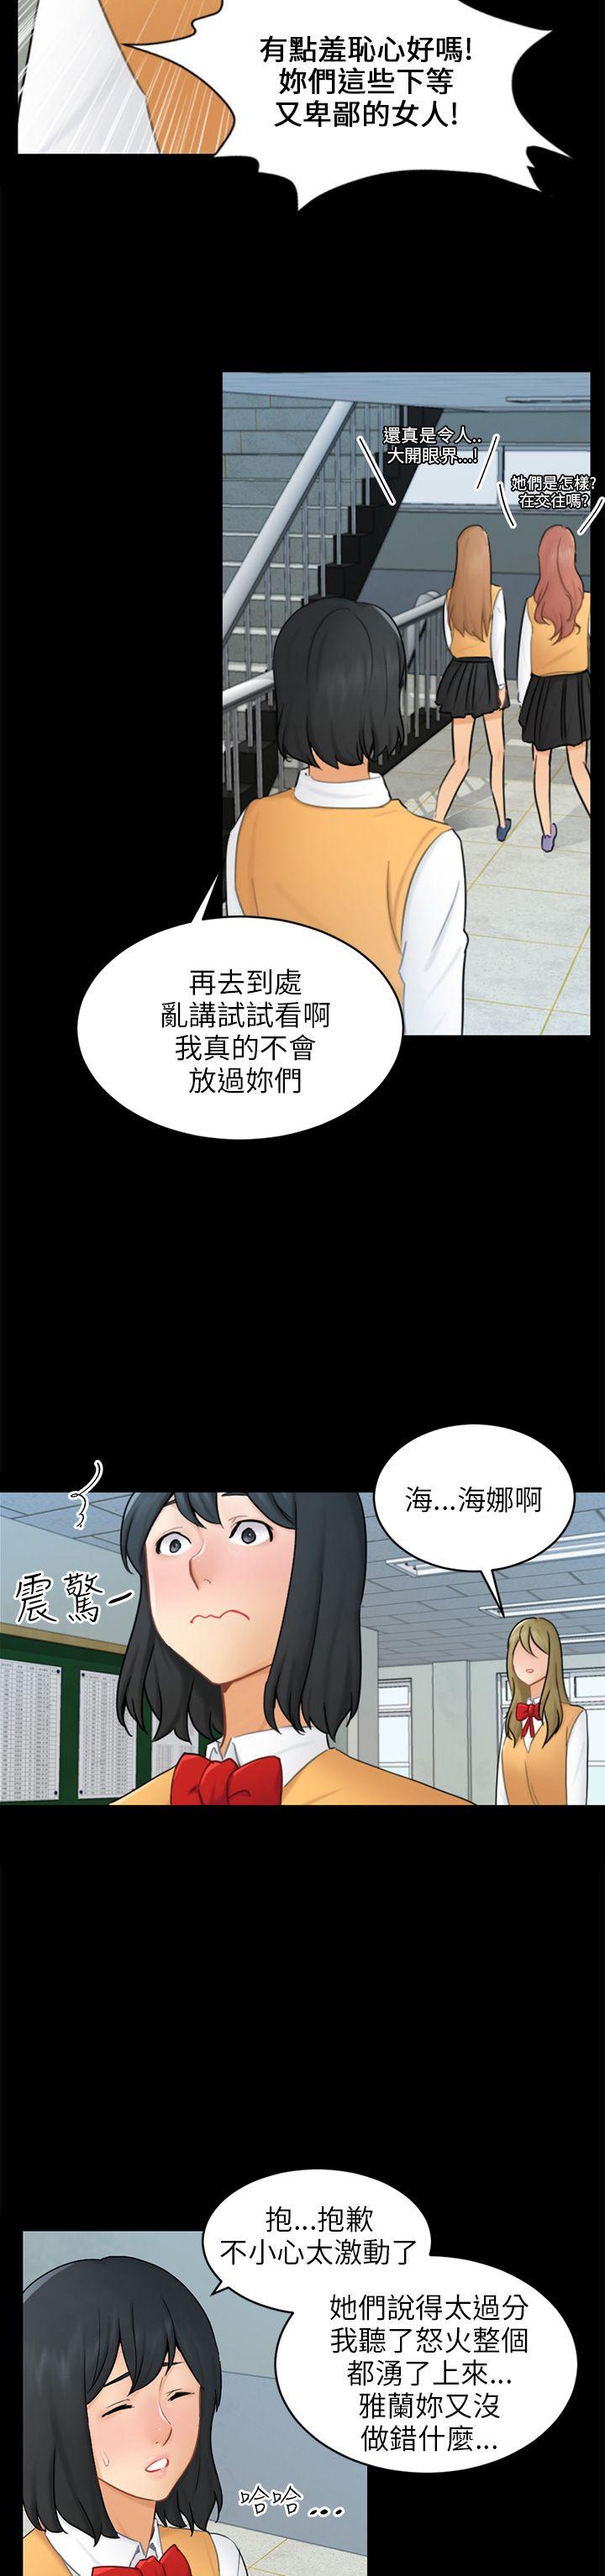 有點羞恥心好嗎!
妳們這些下等
又卑鄙的女人!
還真是令人..
大開眼界...!
她們是怎樣?
在交往嗎?
再去到處
亂講試試看啊
我真的不會
放過妳們
海...海娜啊
震驚
抱...抱歉
不小心太激動了
她們說得太過分
我聽了怒火整個
都湧了上來...
雅蘭妳又沒
做錯什麼...
哈哈...